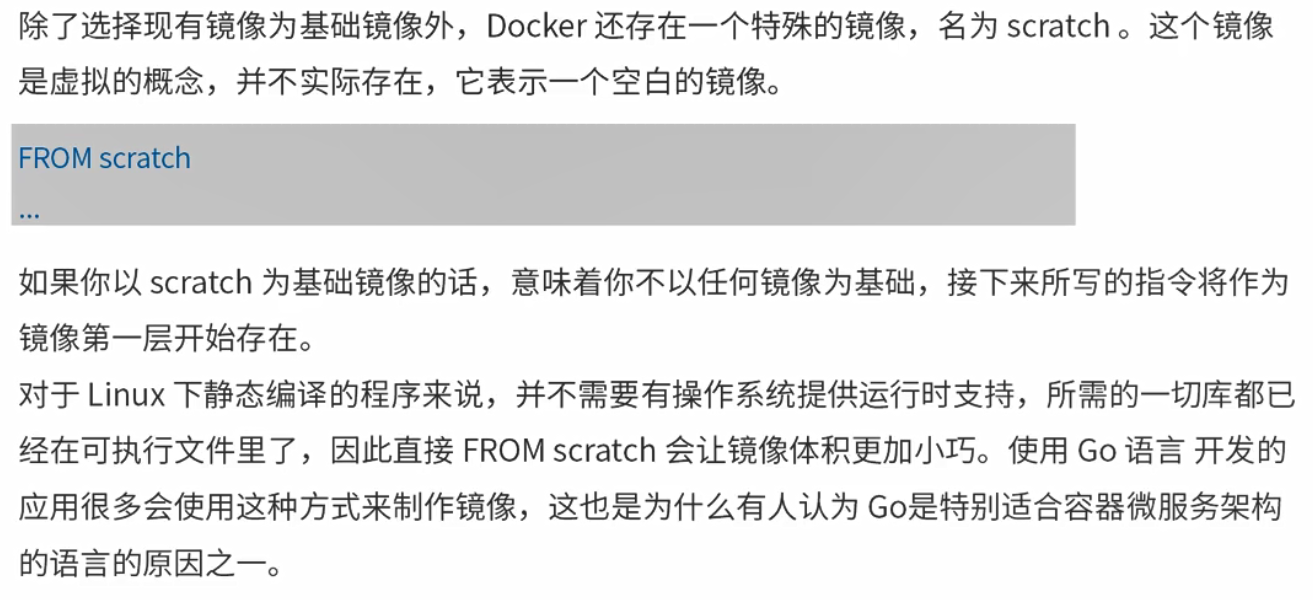 除了选择现有镜像为基础镜像外，Docker 还存在一个特殊的镜像，名为 scratch 。这个镜像
是虚拟的概念，并不实际存在，它表示一个空白的镜像。
FROM scratch
...
如果你以 scratch 为基础镜像的话，意味着你不以任何镜像为基础，接下来所写的指令将作为
镜像第一层开始存在。
对于 Linux 下静态编译的程序来说，并不需要有操作系统提供运行时支持，所需的一切库都已
经在可执行文件里了，因此直接 FROM scratch 会让镜像体积更加小巧。使用 Go 语言 开发的
应用很多会使用这种方式来制作镜像，这也是为什么有人认为 Go是特别适合容器微服务架构
的语言的原因之一。